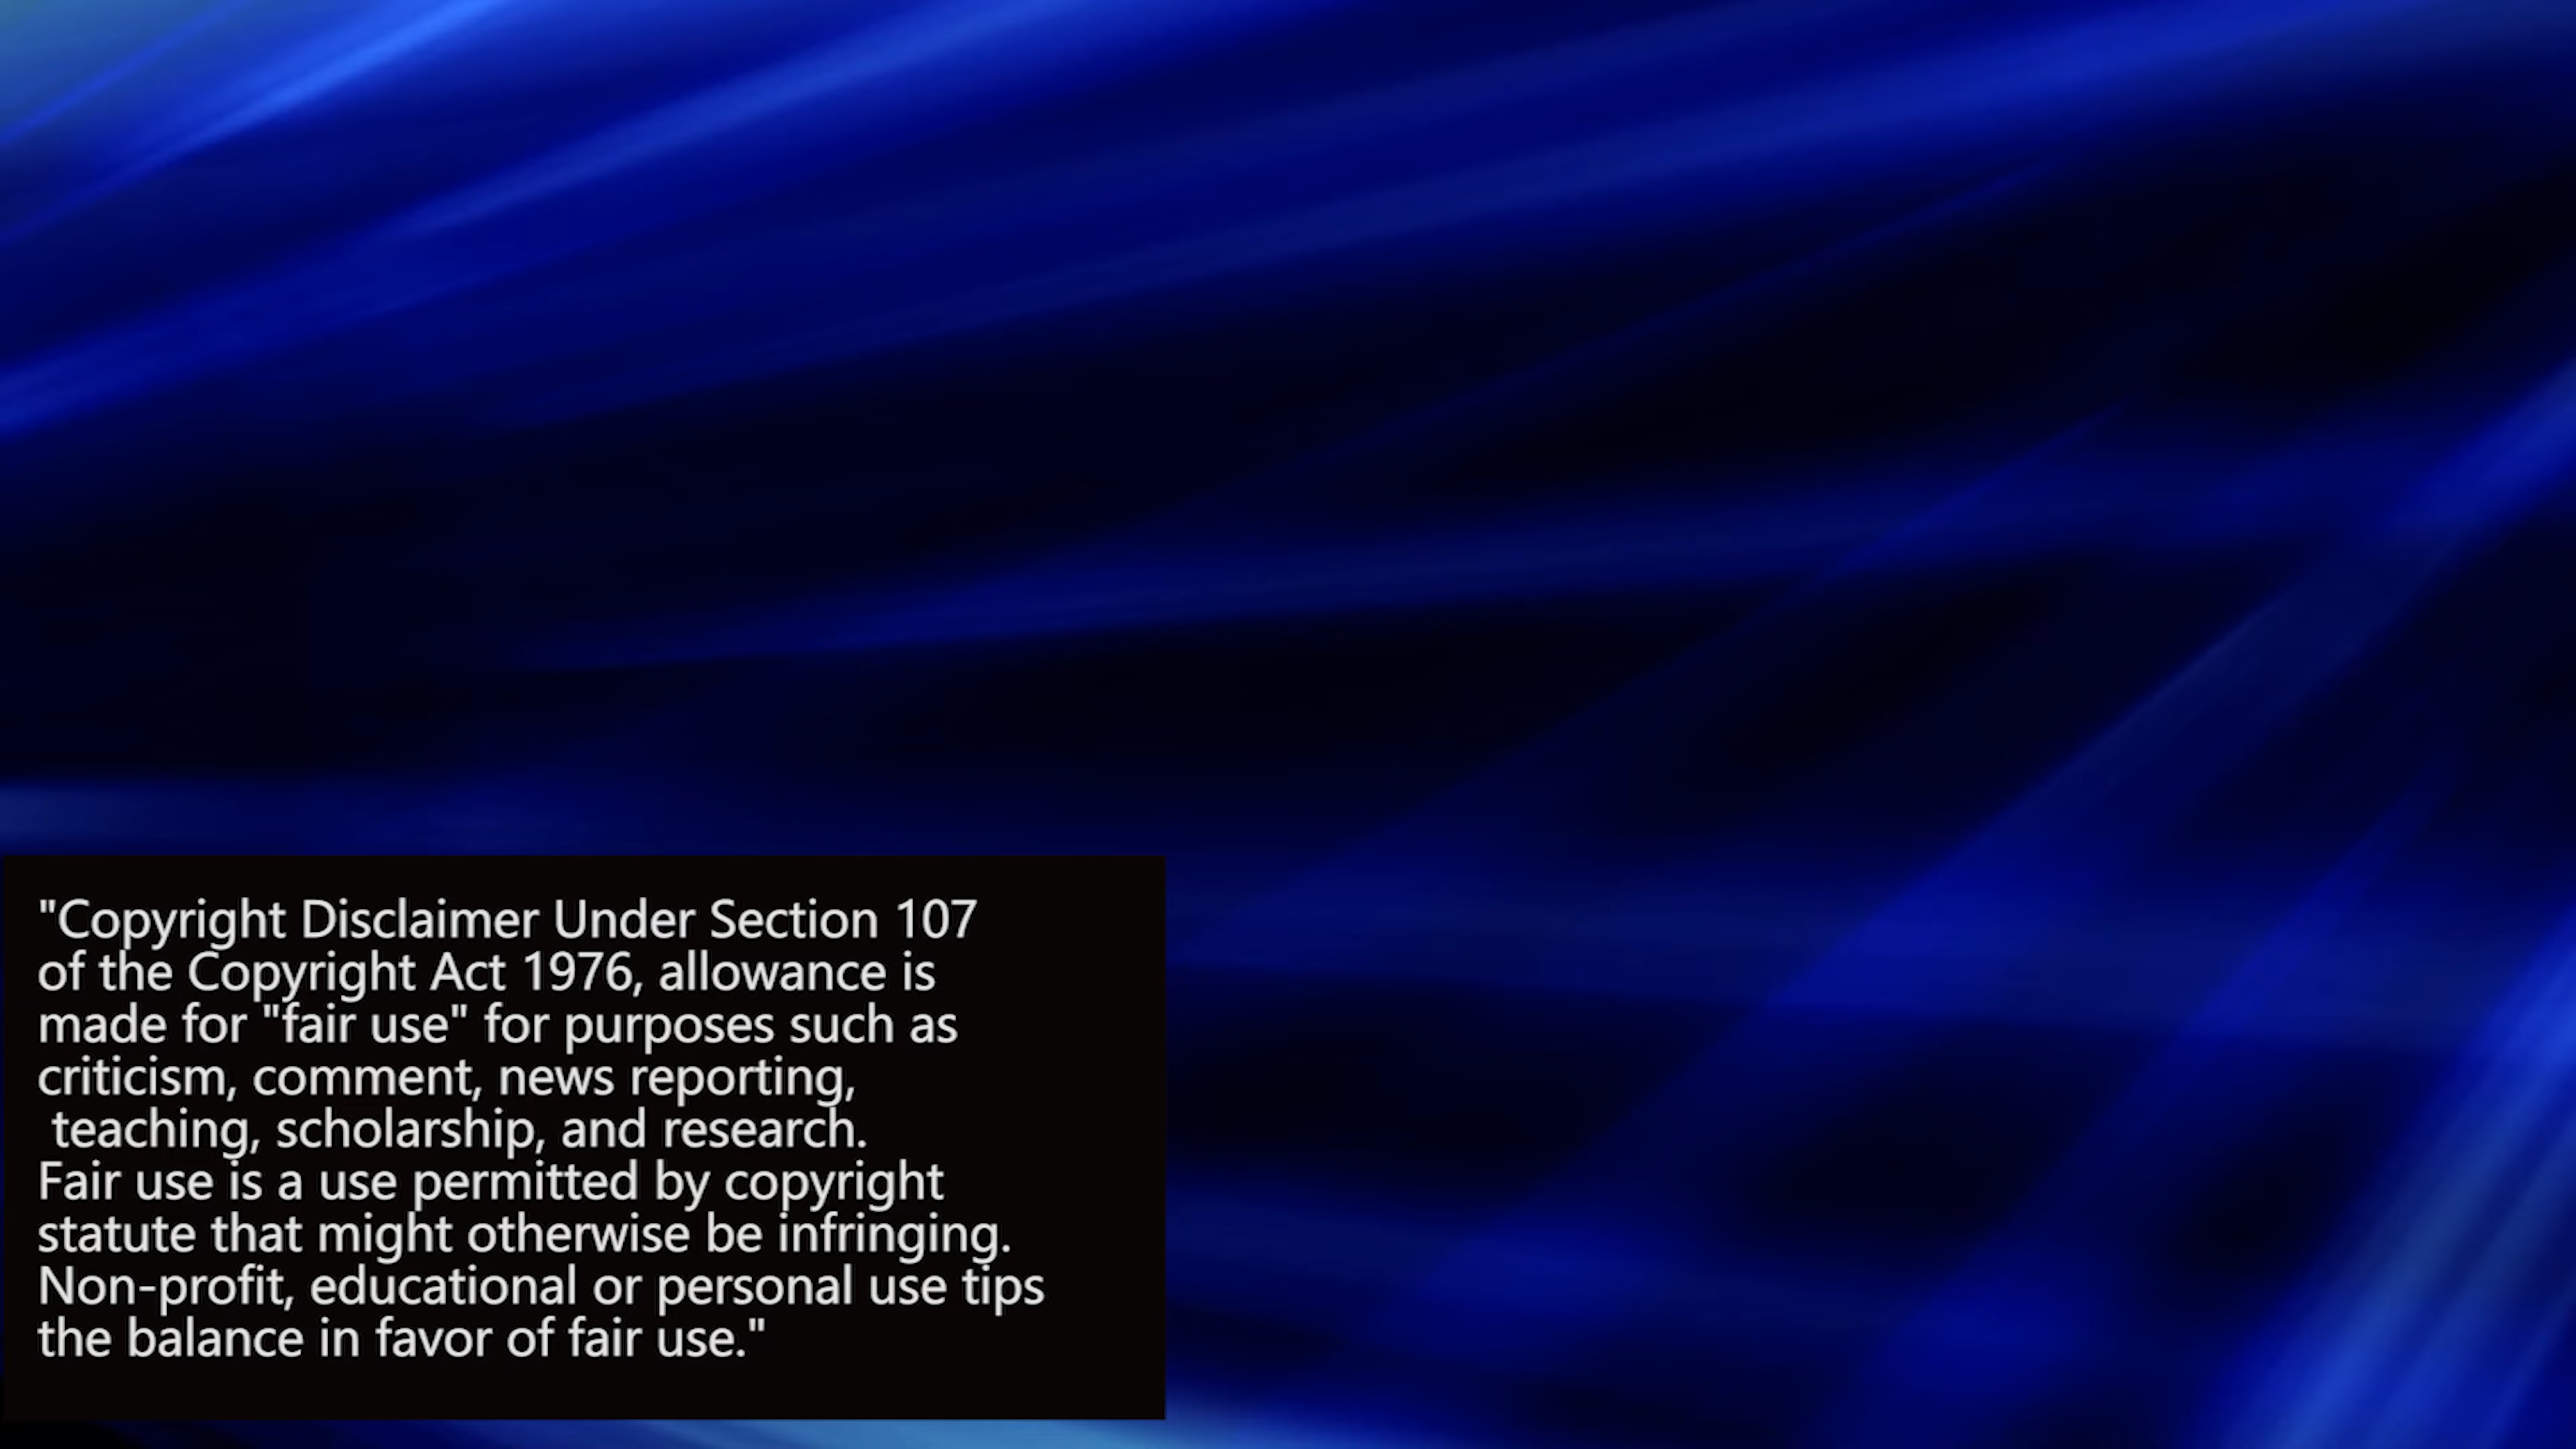 "Copyright Disclaimer Under Section 107
of the Copyright Act 1976, allowance is
made for "fair use" for purposes such as
criticism, comment, news reporting,
teaching, scholarship, and research.
Fair use is a use permitted by copyright
statute that might otherwise be infringing.
Non-profit, educational or personal use tips
the balance in favor of fair use."